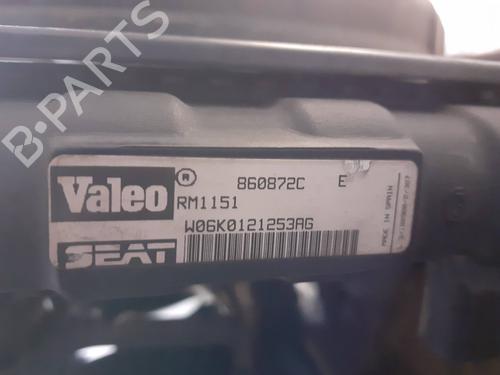 B-PARTS
Valeo ® 860872C E
RM1151
W06K0121253AG
SEAT
MADE IN SPAIN